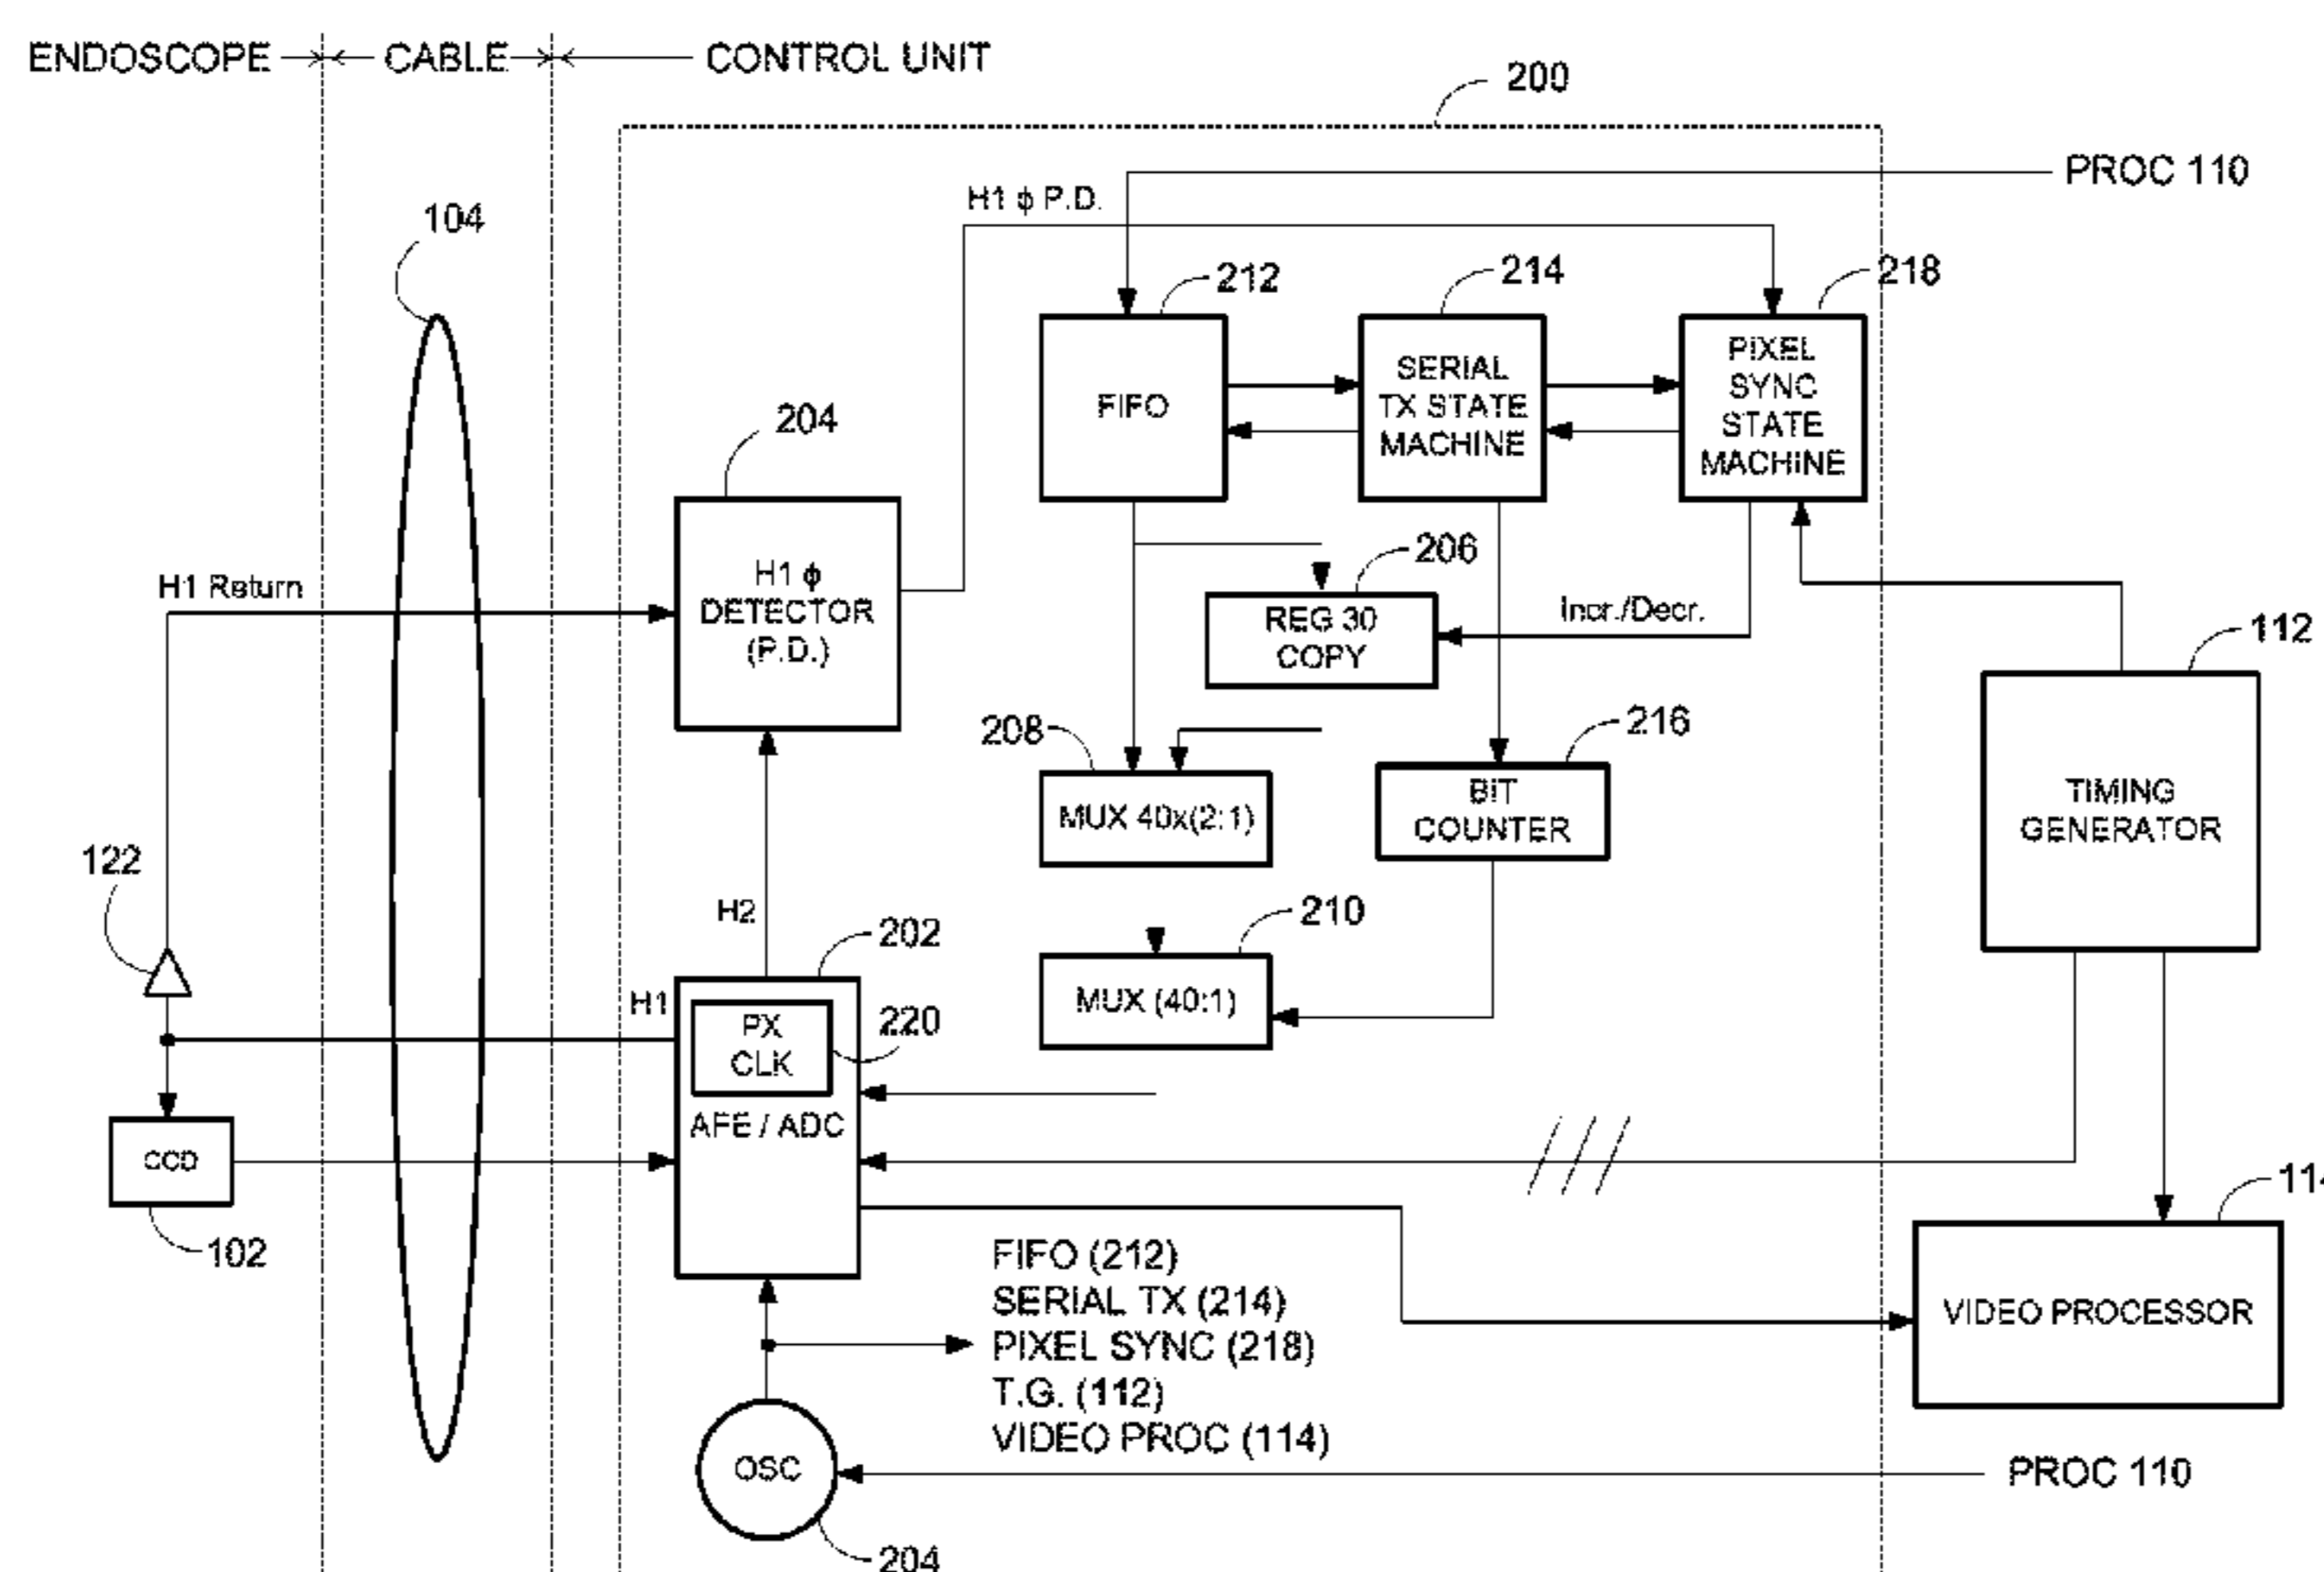 ENDOSCOPE
CABLE
CONTROL UNIT
200
PROC 110
H1 ϕ P.D.
104
212
214
218
FIFO
SERIAL
TX STATE
MACHINE
PIXEL
SYNC
STATE
MACHINE
204
H1 ϕ
DETECTOR
(P.D.)
H1 Return
206
REG 30
COPY
Incr./Decr.
112
TIMING
GENERATOR
208
MUX 40x(2:1)
216
BIT
COUNTER
122
H2
202
210
MUX (40:1)
H1
PX
CLK
220
AFE / ADC
CCD
102
114
VIDEO PROCESSOR
FIFO (212)
SERIAL TX (214)
PIXEL SYNC (218)
T.G. (112)
VIDEO PROC (114)
OSC
PROC 110
204